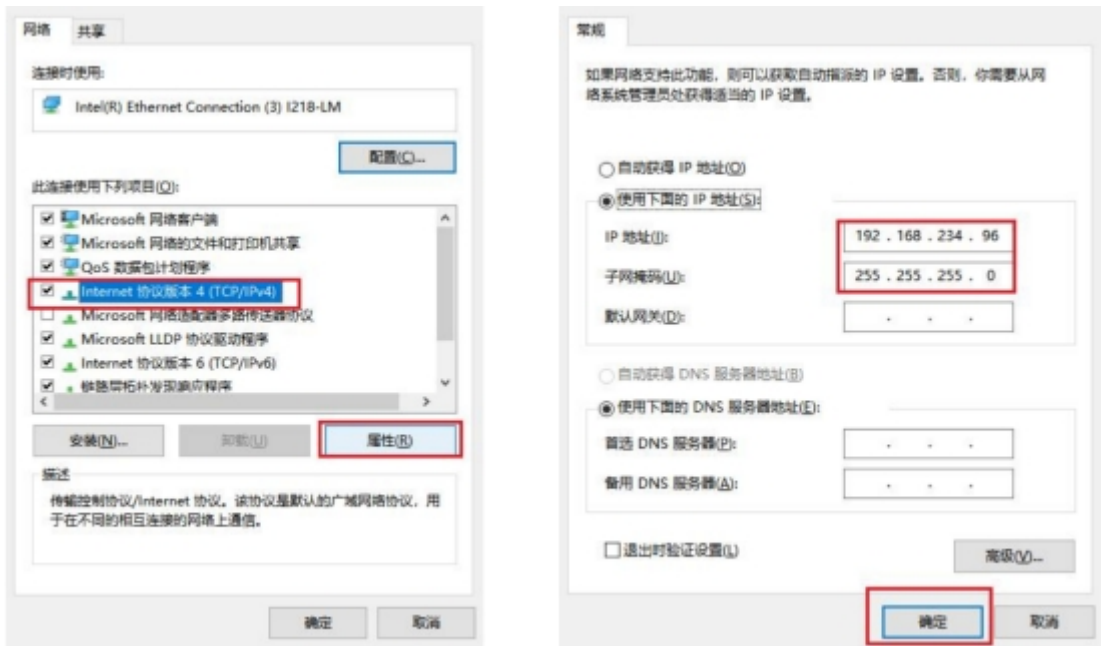 网络
共享
连接时使用:
Intel(R) Ethernet Connection (3) I218-LM
配置(C)...
此连接使用下列项目(O):
Microsoft 网络客户端
Microsoft 网络的文件和打印机共享
QoS 数据包计划程序
Internet 协议版本 4 (TCP/IPv4)
Microsoft 网络适配器多路传送器协议
Microsoft LLDP 协议驱动程序
Internet 协议版本 6 (TCP/IPv6)
链路层拓扑发现响应程序
安装(N)...
卸载(U)
属性(R)
描述
传输控制协议/Internet 协议。该协议是默认的广域网络协议，用
于在不同的相互连接的网络上通信。
确定
取消
常规
如果网络支持此功能，则可以获取自动指派的 IP 设置。否则，你需要从网
络系统管理员处获得适当的 IP 设置。
自动获得 IP 地址(O)
使用下面的 IP 地址(S):
IP 地址(I):
192 . 168 . 234 . 96
子网掩码(U):
255 . 255 . 255 . 0
默认网关(D):
. . .
自动获得 DNS 服务器地址(B)
使用下面的 DNS 服务器地址(E):
首选 DNS 服务器(P):
. . .
备用 DNS 服务器(A):
. . .
退出时验证设置(L)
高级(V)...
确定
取消